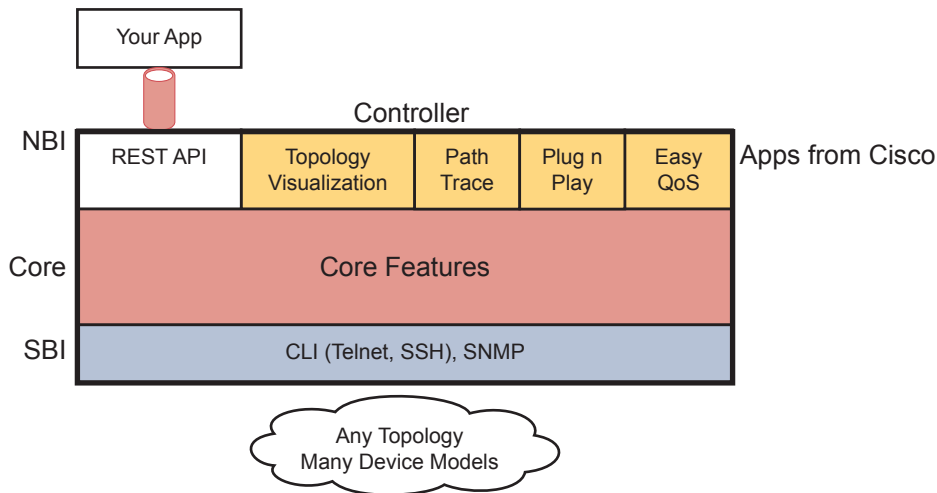 Your App
Controller
NBI
REST API
Topology
Visualization
Path
Trace
Plug n
Play
Easy
QoS
Apps from Cisco
Core
Core Features
SBI
CLI (Telnet, SSH), SNMP
Any Topology
Many Device Models